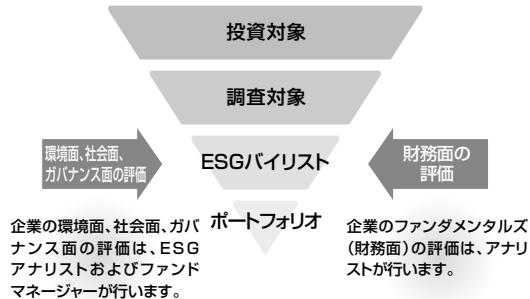 投資対象
調査対象
環境面、社会面、
ガバナンス面の評価
ESGバイリスト
財務面の
評価
ポートフォリオ
企業の環境面、社会面、ガバ
ナンス面の評価は、ESG
アナリストおよびファンド
マネージャーが行います。
企業のファンダメンタルズ
（財務面）の評価は、アナリ
ストが行います。